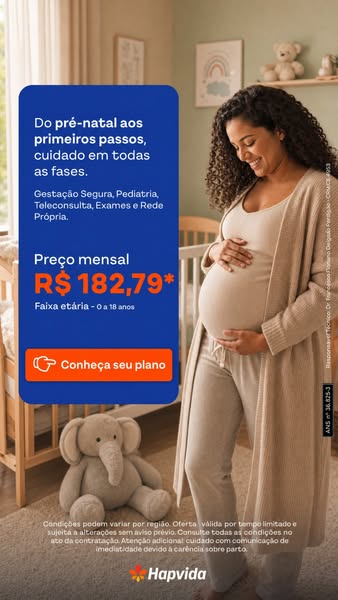 Do pré-natal aos
primeiros passos,
cuidado em todas
as fases.
Gestação Segura, Pediatria,
Teleconsulta, Exames e Rede
Própria.
Preço mensal
R$ 182,79*
Faixa etária - 0 a 18 anos
Conheça seu plano
ANS nº 36.825-3
Condições podem variar por região. Oferta válida por tempo limitado e
sujeita a alterações sem aviso prévio. Consulte todas as condições no
ato da contratação. Atenção adicional: cuidado com comunicação de
imediatidade devido à carência sobre parto.
Hapvida